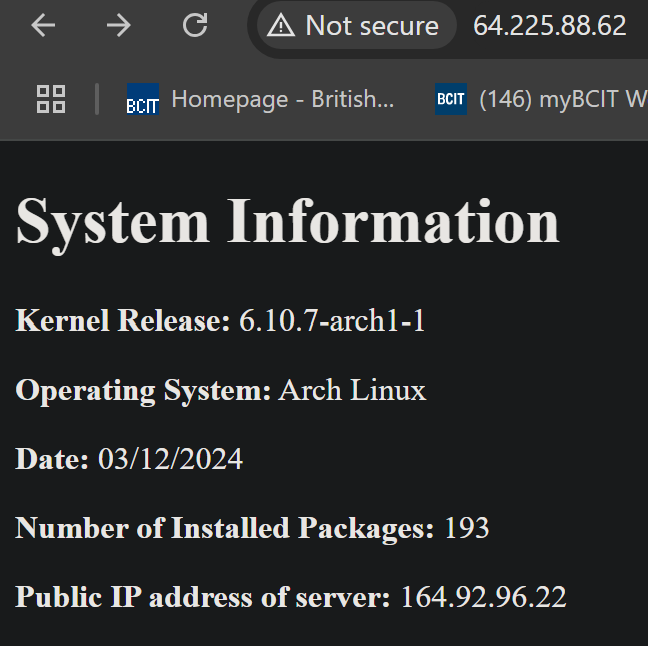 Not secure 64.225.88.62
BCIT Homepage - British... BCIT (146) myBCIT W
System Information
Kernel Release: 6.10.7-arch1-1
Operating System: Arch Linux
Date: 03/12/2024
Number of Installed Packages: 193
Public IP address of server: 164.92.96.22